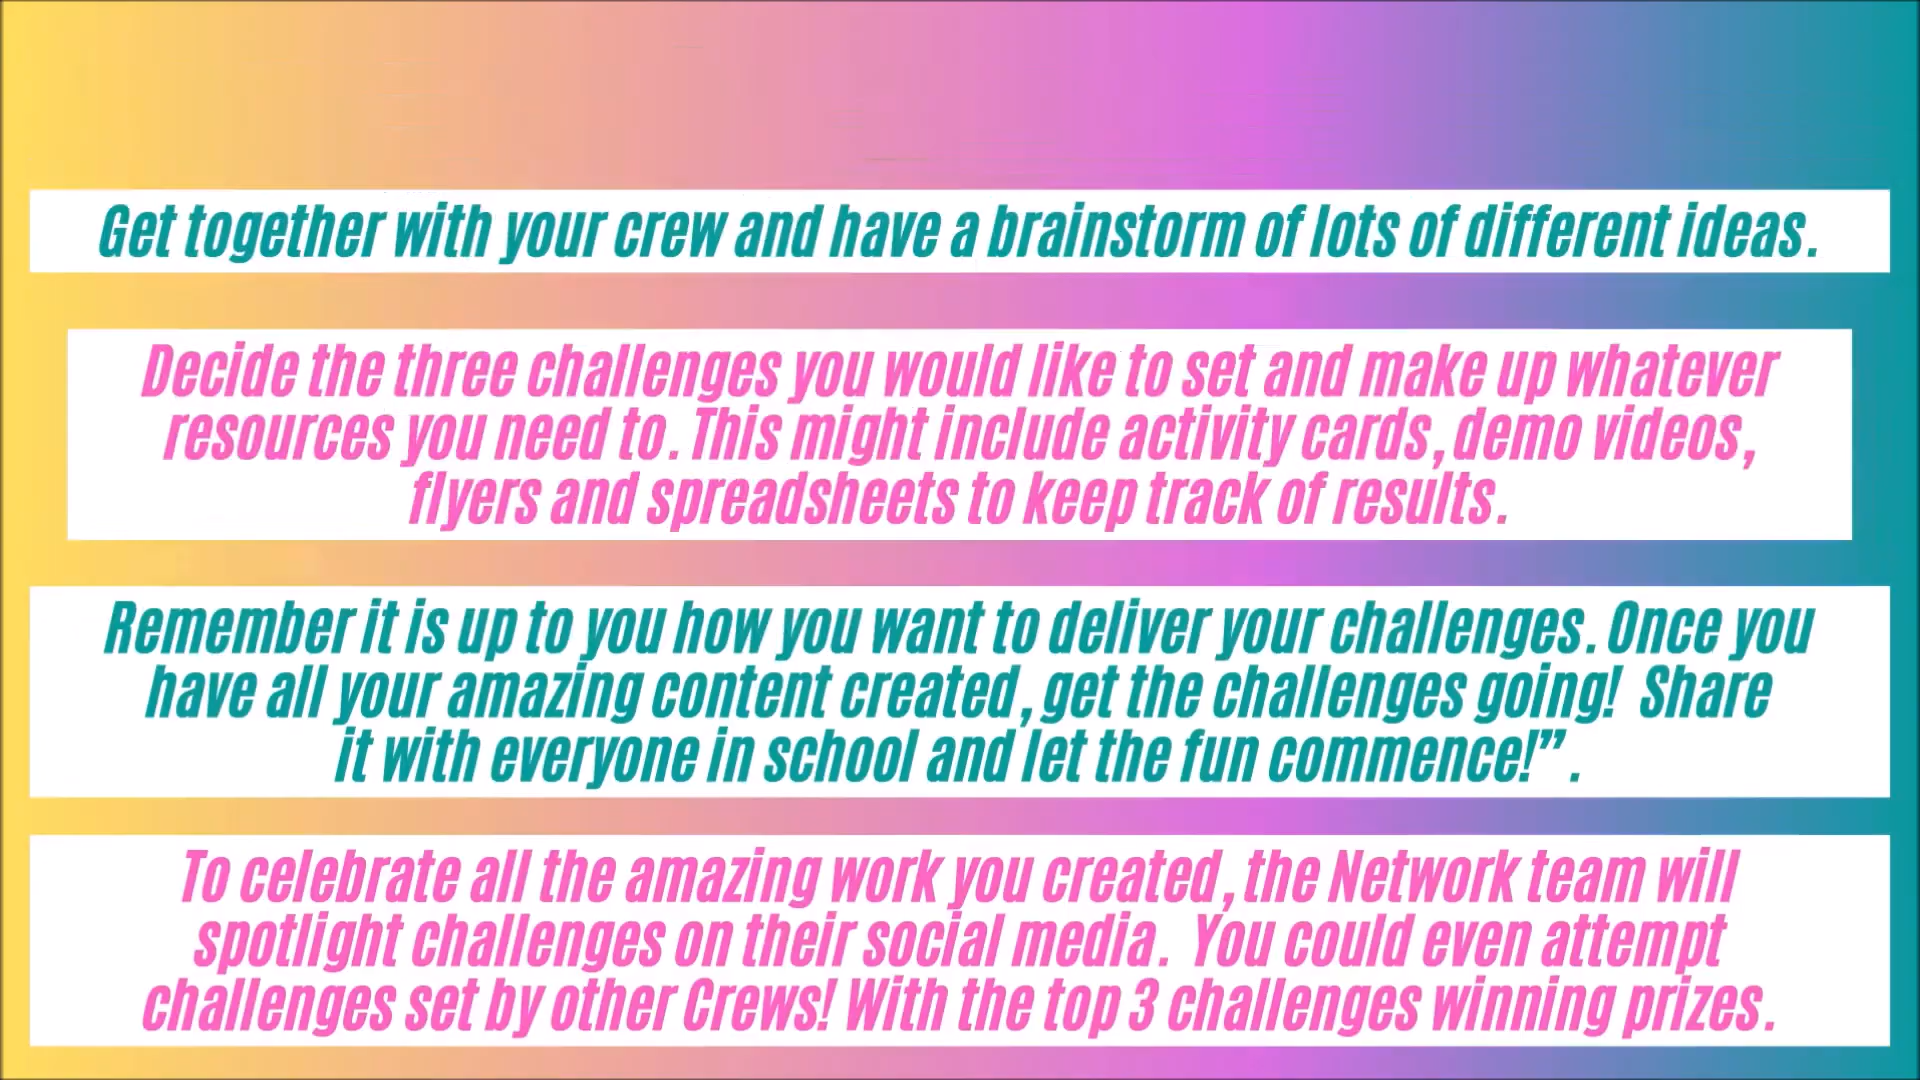 Get together with your crew and have a brainstorm of lots of different ideas.
Decide the three challenges you would like to set and make up whatever
resources you need to. This might include activity cards, demo videos,
flyers and spreadsheets to keep track of results.
Remember it is up to you how you want to deliver your challenges. Once you
have all your amazing content created, get the challenges going! Share
it with everyone in school and let the fun commence!”.
To celebrate all the amazing work you created, the Network team will
spotlight challenges on their social media. You could even attempt
challenges set by other Crews! With the top 3 challenges winning prizes.